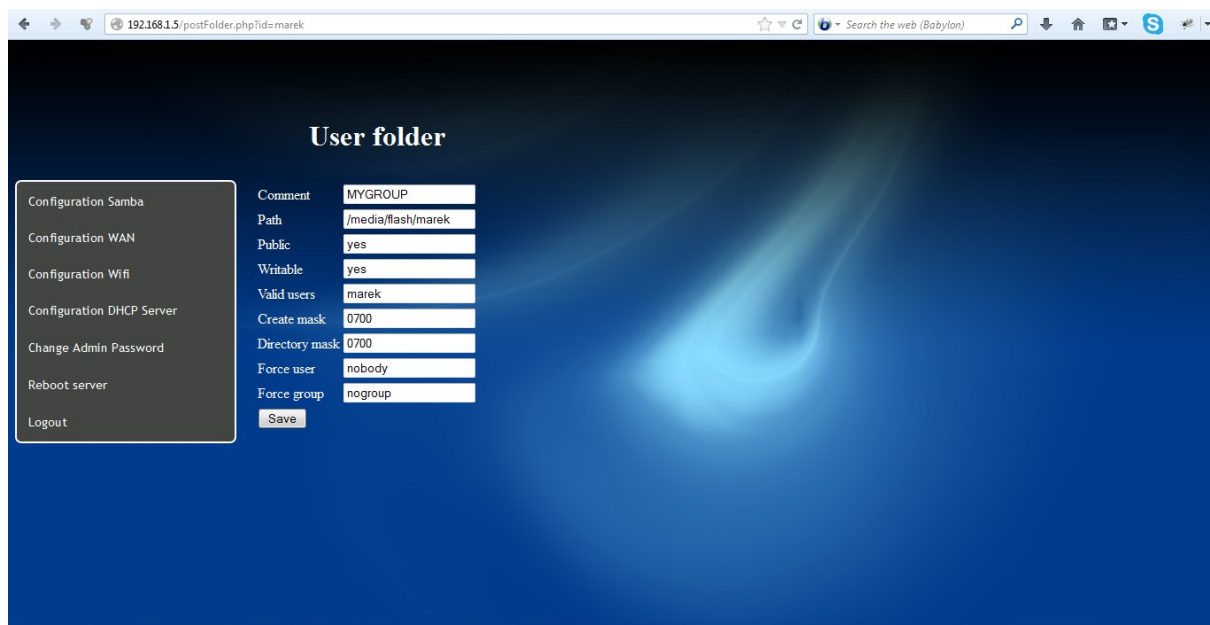 192.168.1.5/postFolder.php?id=marek
Search the web (Babylon)
User folder
Configuration Samba
Configuration WAN
Configuration Wifi
Configuration DHCP Server
Change Admin Password
Reboot server
Logout
Comment MYGROUP
Path /media/flash/marek
Public yes
Writable yes
Valid users marek
Create mask 0700
Directory mask 0700
Force user nobody
Force group nogroup
Save